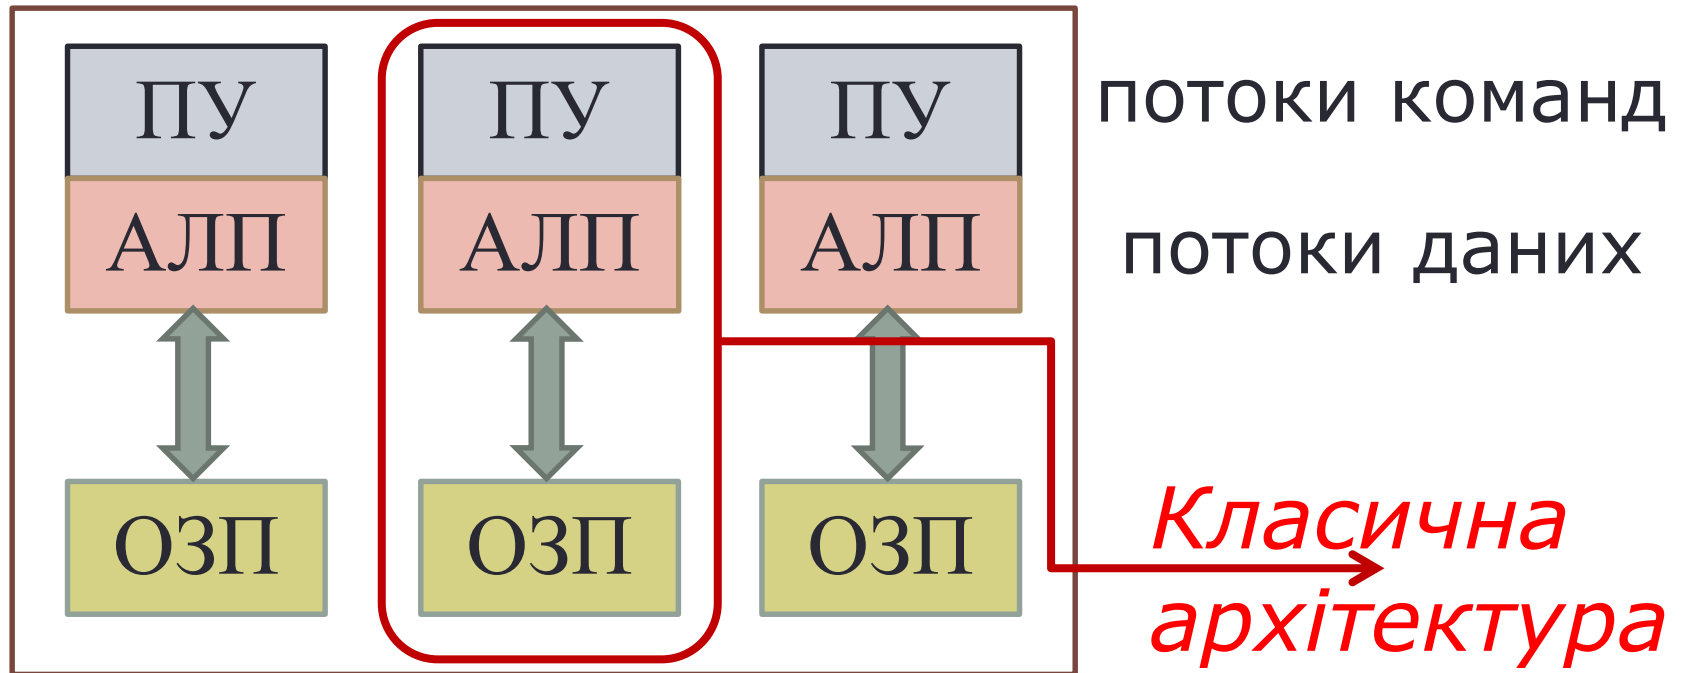 ПУ ПУ ПУ потоки команд
АЛП АЛП АЛП потоки даних
ОЗП ОЗП ОЗП
Класична
архітектура